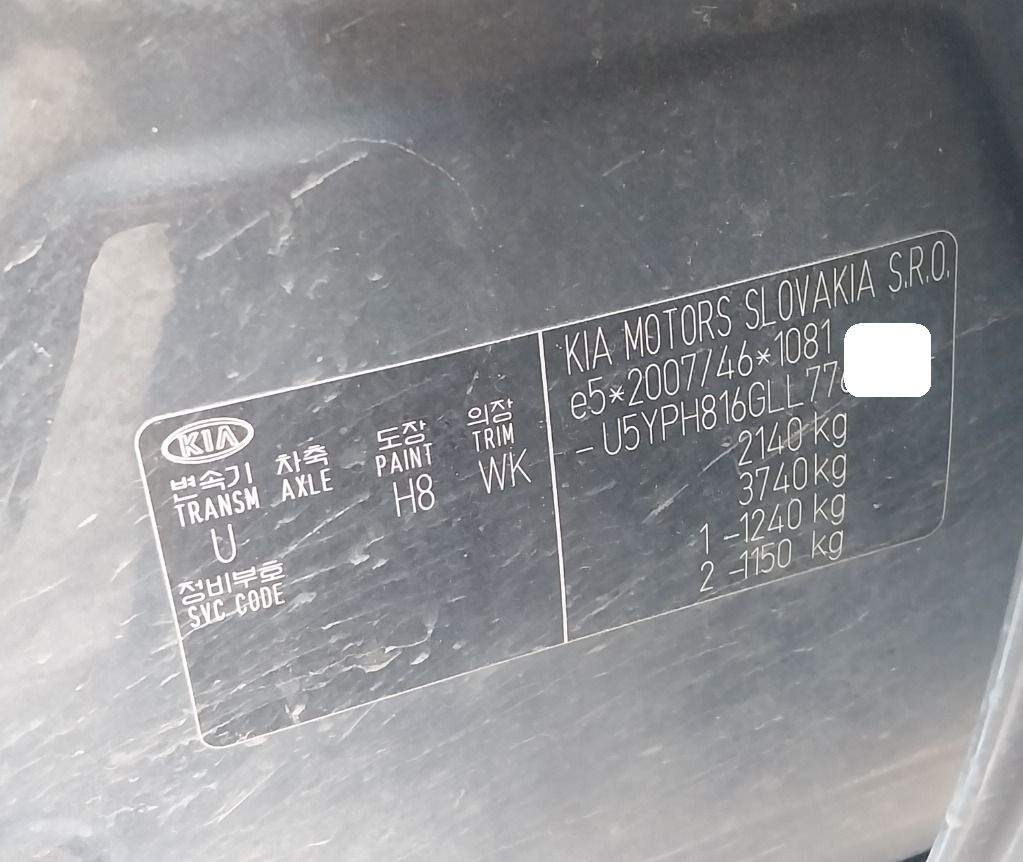 KIA
변속기 차축 도장 의장
TRANSM AXLE PAINT TRIM
U H8 WK
정비부호
SVC CODE
KIA MOTORS SLOVAKIA S.R.O.
e5*2007/46*1081
- U5YPH816GLL77
2140 kg
3740 kg
1 -1240 kg
2 -1150 kg